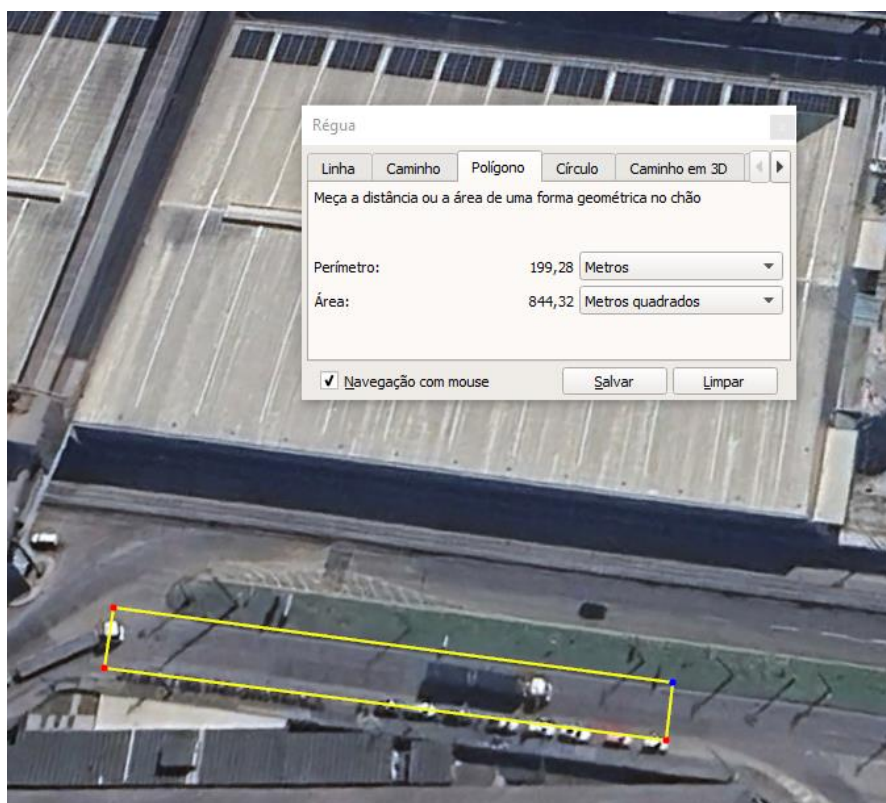 Régua
Linha Caminho Polígono Círculo Caminho em 3D
Meça a distância ou a área de uma forma geométrica no chão
Perímetro: 199,28 Metros
Área: 844,32 Metros quadrados
Navegação com mouse Salvar Limpar